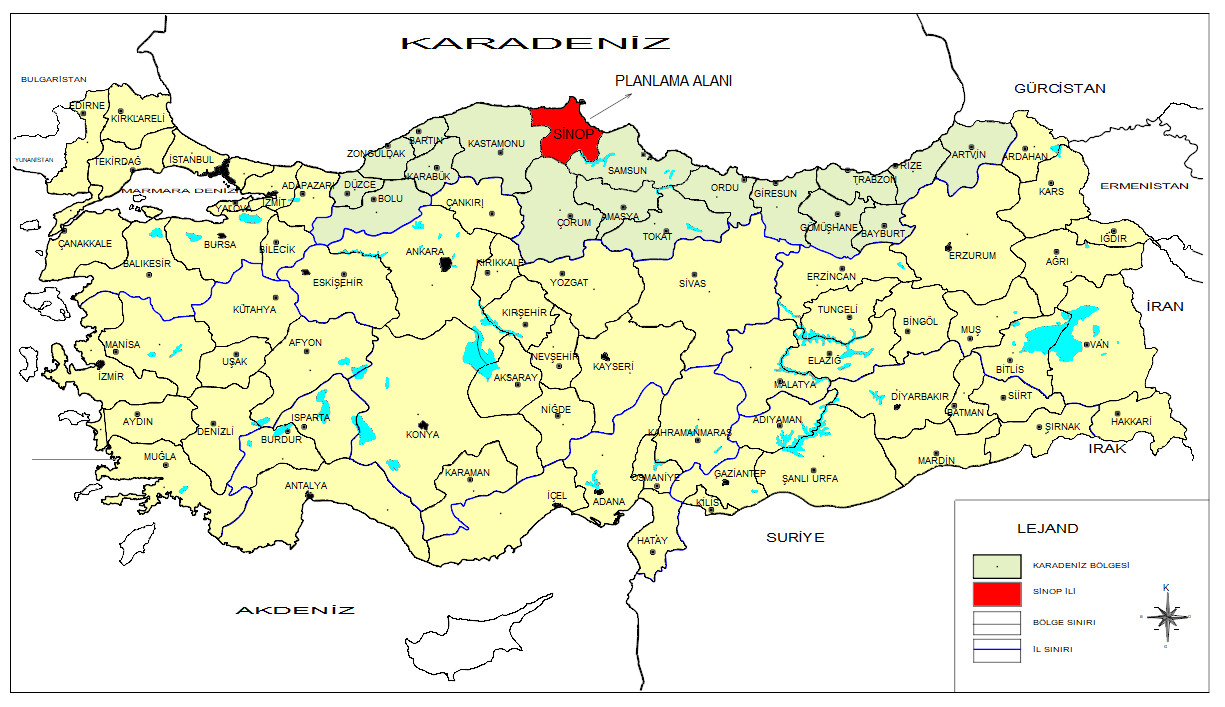 KARADENİZ
BULGARİSTAN
PLANLAMA ALANI
GÜRCİSTAN
EDİRNE
KIRKLARELİ
YUNANİSTAN
TEKİRDAĞ
İSTANBUL
MARMARA DENİZ
BARTIN
ZONGULDAK
KASTAMONU
SİNOP
KARABÜK
SAMSUN
ORDU
GİRESUN
TRABZON
RİZE
ARTVİN
ARDAHAN
KARS
ERMENİSTAN
ADAPAZARI
DÜZCE
BOLU
İZMİT
YALOVA
ÇANKIRI
ÇORUM
AMASYA
TOKAT
GÜMÜŞHANE
BAYBURT
IĞDIR
ÇANAKKALE
BURSA
BİLECİK
ANKARA
KIRIKKALE
ERZURUM
AĞRI
BALIKESİR
ESKİŞEHİR
YOZGAT
SİVAS
ERZİNCAN
İRAN
KÜTAHYA
KIRŞEHİR
TUNGELİ
BİNGÖL
MUŞ
VAN
MANİSA
UŞAK
AFYON
NEVŞEHİR
KAYSERİ
ELAZIĞ
BİTLİS
İZMİR
AKSARAY
MALATYA
DİYARBAKIR
SİİRT
AYDIN
DENİZLİ
ISPARTA
BURDUR
KONYA
NİĞDE
KAHRAMANMARAŞ
ADIYAMAN
BATMAN
ŞIRNAK
HAKKARİ
IRAK
MUĞLA
ANTALYA
KARAMAN
İÇEL
ADANA
OSMANİYE
GAZİANTEP
KİLİS
ŞANLI URFA
MARDİN
HATAY
SURİYE
AKDENİZ
LEJAND
KARADENİZ BÖLGESİ
SİNOP İLİ
BÖLGE SINIRI
İL SINIRI
K